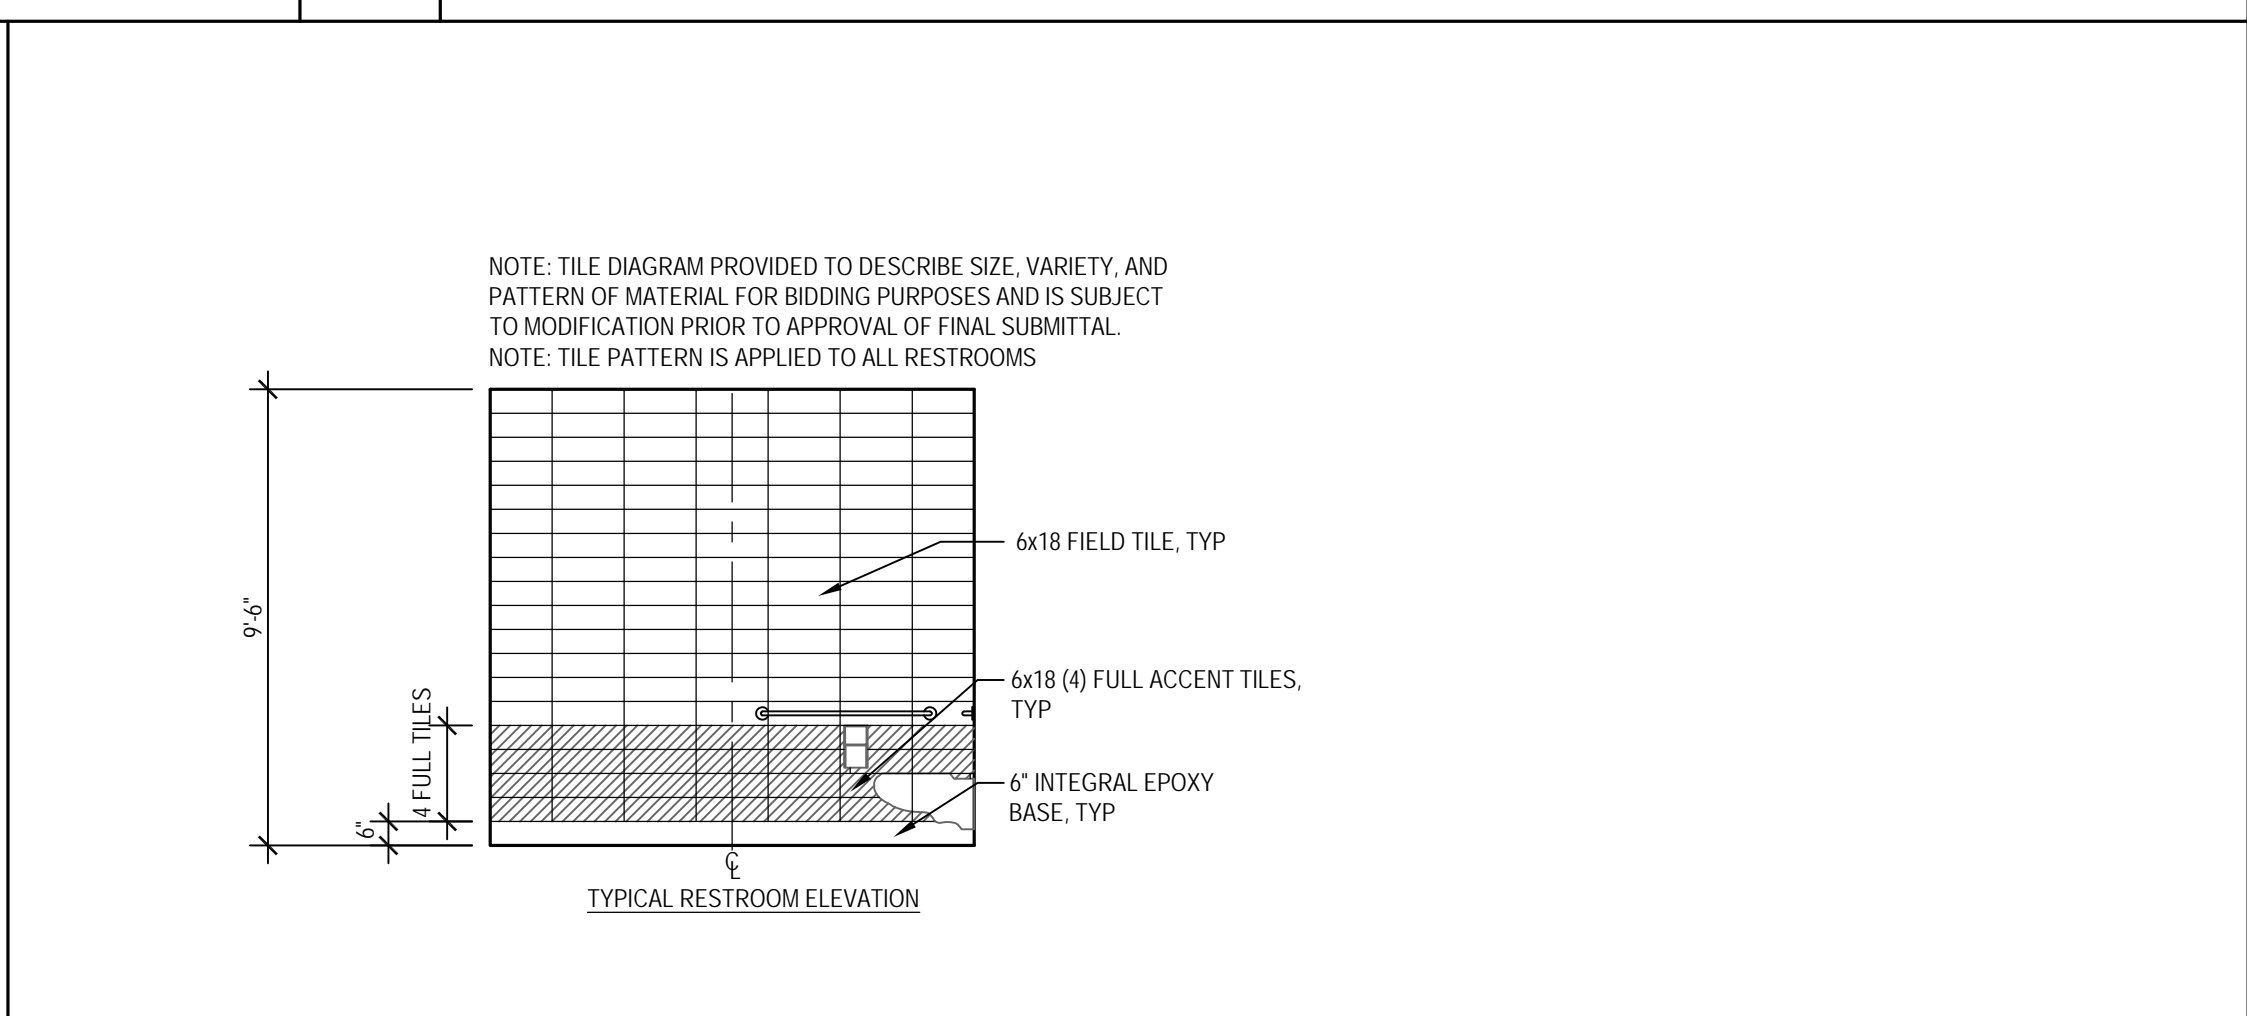 NOTE: TILE DIAGRAM PROVIDED TO DESCRIBE SIZE, VARIETY, AND
PATTERN OF MATERIAL FOR BIDDING PURPOSES AND IS SUBJECT
TO MODIFICATION PRIOR TO APPROVAL OF FINAL SUBMITTAL.
NOTE: TILE PATTERN IS APPLIED TO ALL RESTROOMS
6x18 FIELD TILE, TYP
9'-6"
6x18 (4) FULL ACCENT TILES,
TYP
4 FULL TILES
6" INTEGRAL EPOXY
BASE, TYP
6"
CL
TYPICAL RESTROOM ELEVATION